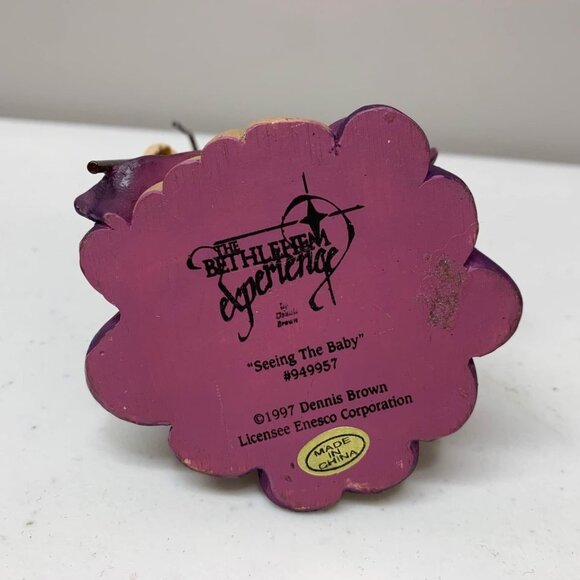 THE
BETHLEHEM
experience
by
Dennis
Brown
"Seeing The Baby"
#949957
©1997 Dennis Brown
Licensee Enesco Corporation
MADE
IN
CHINA